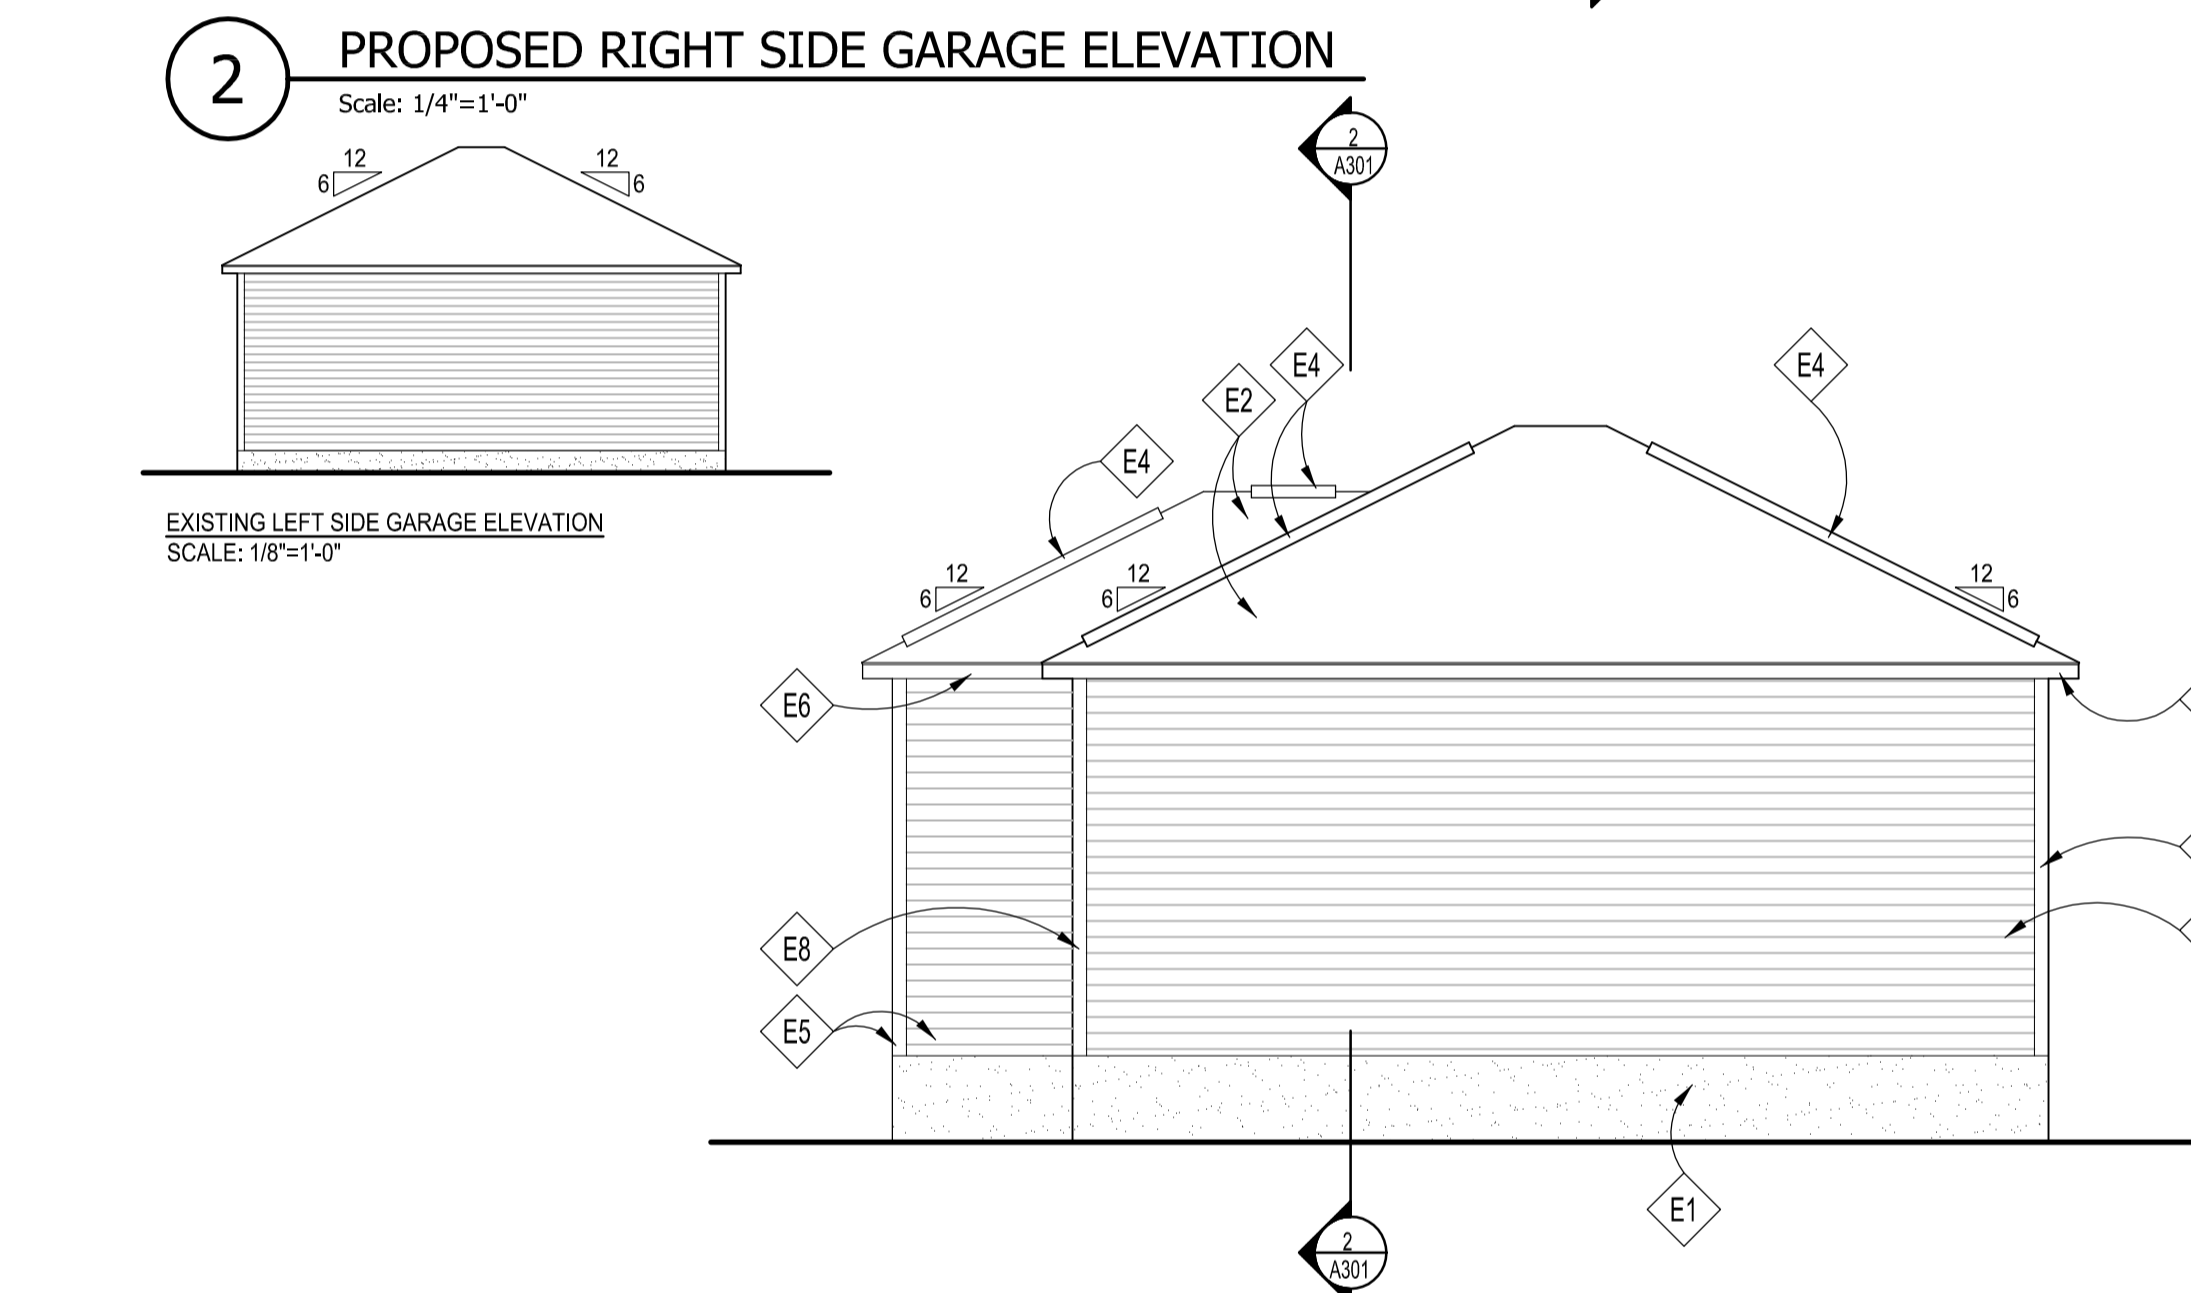 2
PROPOSED RIGHT SIDE GARAGE ELEVATION
Scale: 1/4"=1'-0"
2
A301
12
6
12
6
EXISTING LEFT SIDE GARAGE ELEVATION
SCALE: 1/8"=1'-0"
E4
E2
E4
E4
12
6
12
6
12
6
E6
E8
E5
E1
2
A301